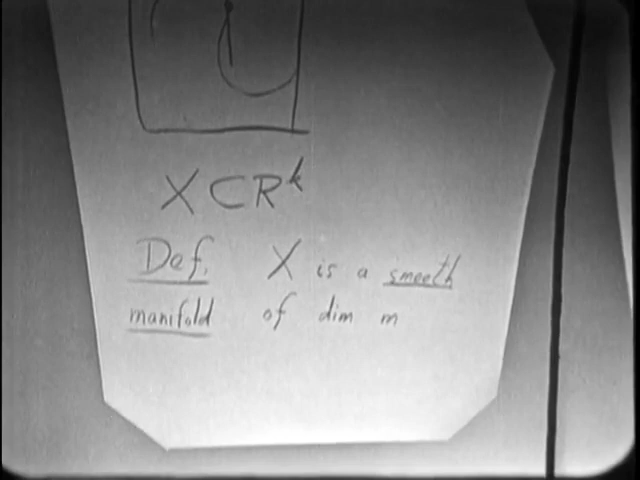 X ⊂ R^k
Def. X is a smooth
manifold of dim m